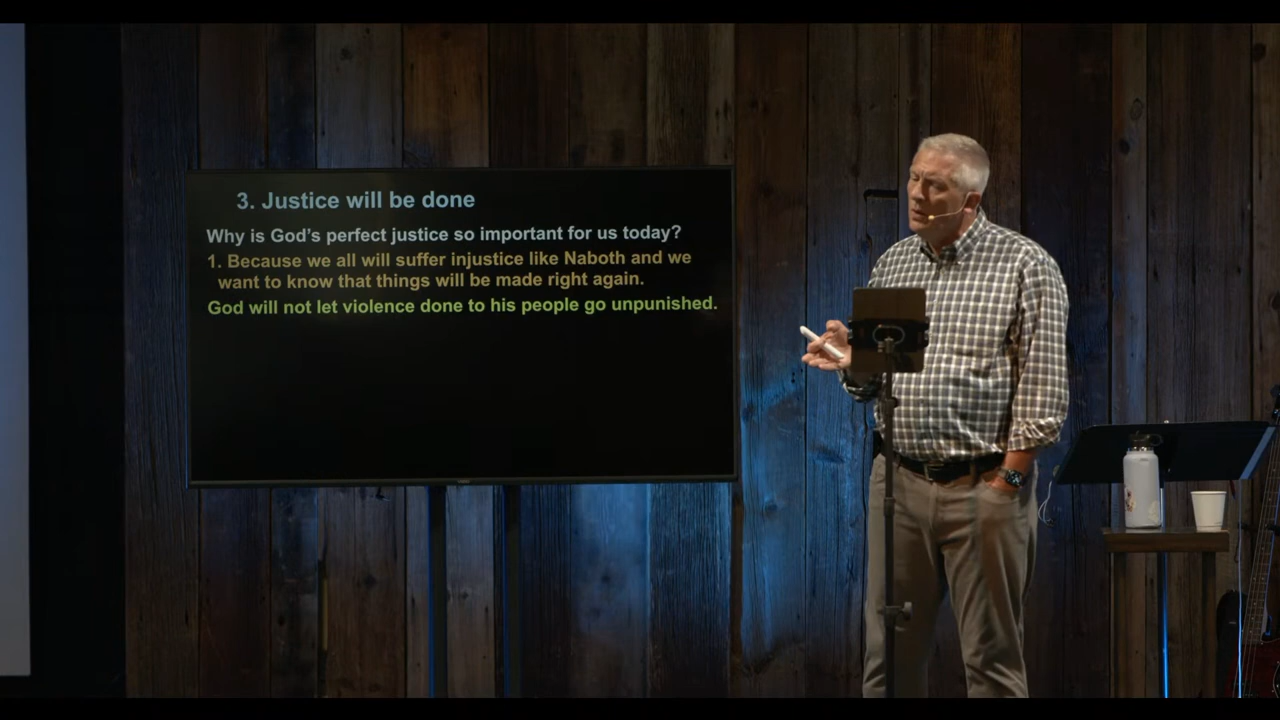 3. Justice will be done
Why is God's perfect justice so important for us today?
1. Because we all will suffer injustice like Naboth and we
want to know that things will be made right again.
God will not let violence done to his people go unpunished.